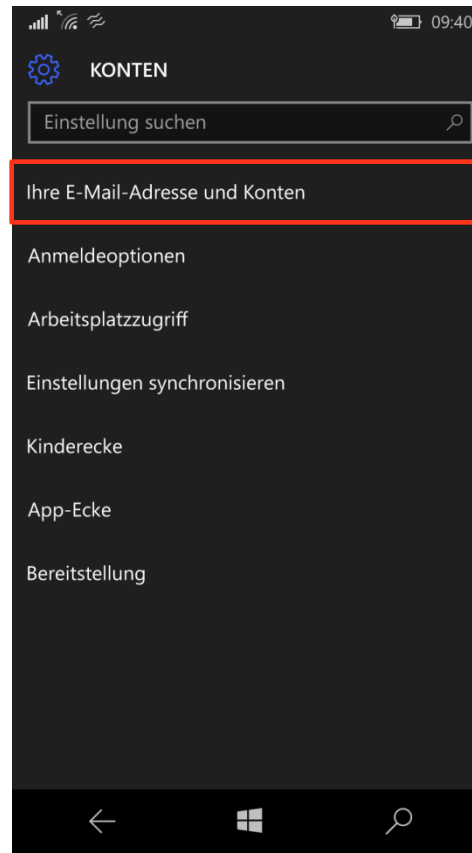 09:40
KONTEN
Einstellung suchen
Ihre E-Mail-Adresse und Konten
Anmeldeoptionen
Arbeitsplatzzugriff
Einstellungen synchronisieren
Kinderecke
App-Ecke
Bereitstellung